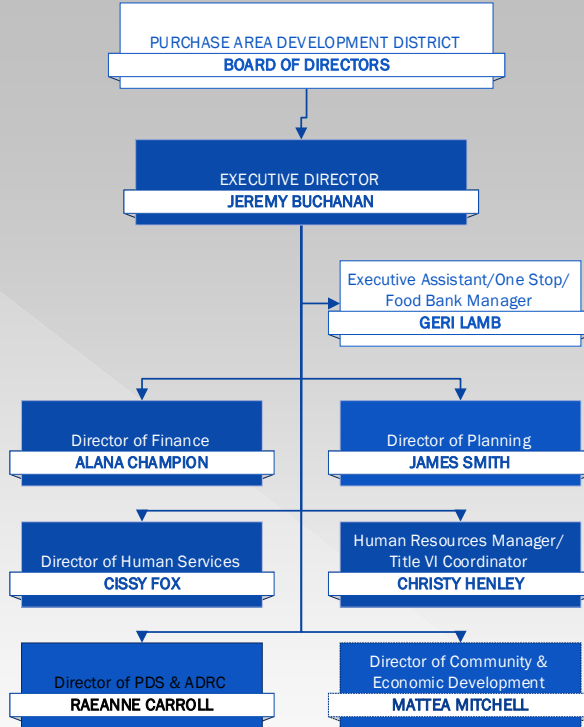 PURCHASE AREA DEVELOPMENT DISTRICT
BOARD OF DIRECTORS
EXECUTIVE DIRECTOR
JEREMY BUCHANAN
Executive Assistant/One Stop/
Food Bank Manager
GERI LAMB
Director of Finance
ALANA CHAMPION
Director of Planning
JAMES SMITH
Director of Human Services
CISSY FOX
Human Resources Manager/
Title VI Coordinator
CHRISTY HENLEY
Director of PDS & ADRC
RAEANNE CARROLL
Director of Community &
Economic Development
MATTEA MITCHELL